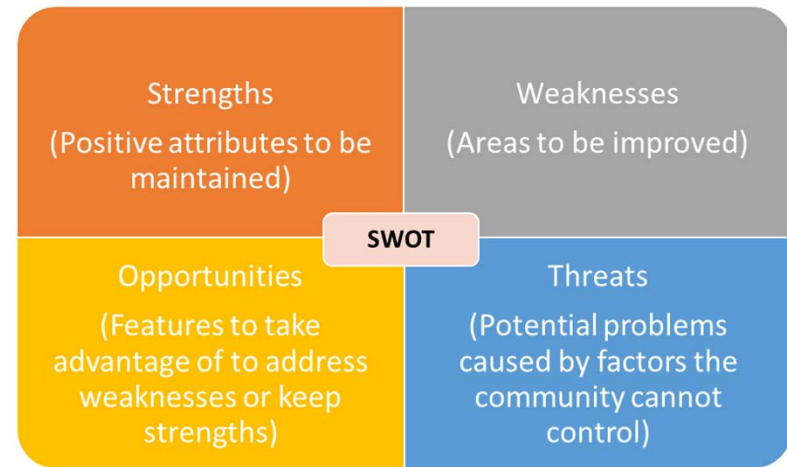 Strengths
(Positive attributes to be
maintained)
Weaknesses
(Areas to be improved)
SWOT
Opportunities
(Features to take
advantage of to address
weaknesses or keep
strengths)
Threats
(Potential problems
caused by factors the
community cannot
control)